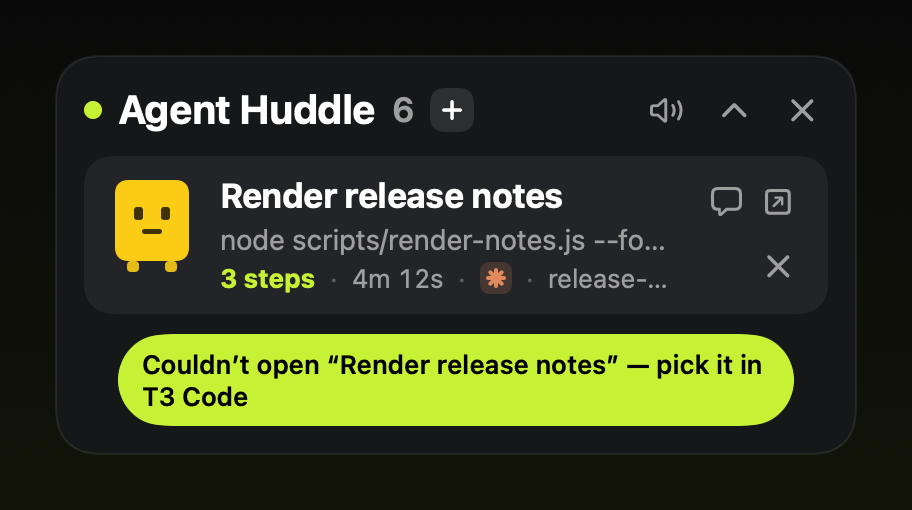 Agent Huddle 6
Render release notes
node scripts/render-notes.js --fo...
3 steps · 4m 12s · · release-...
Couldn’t open “Render release notes” — pick it in
T3 Code